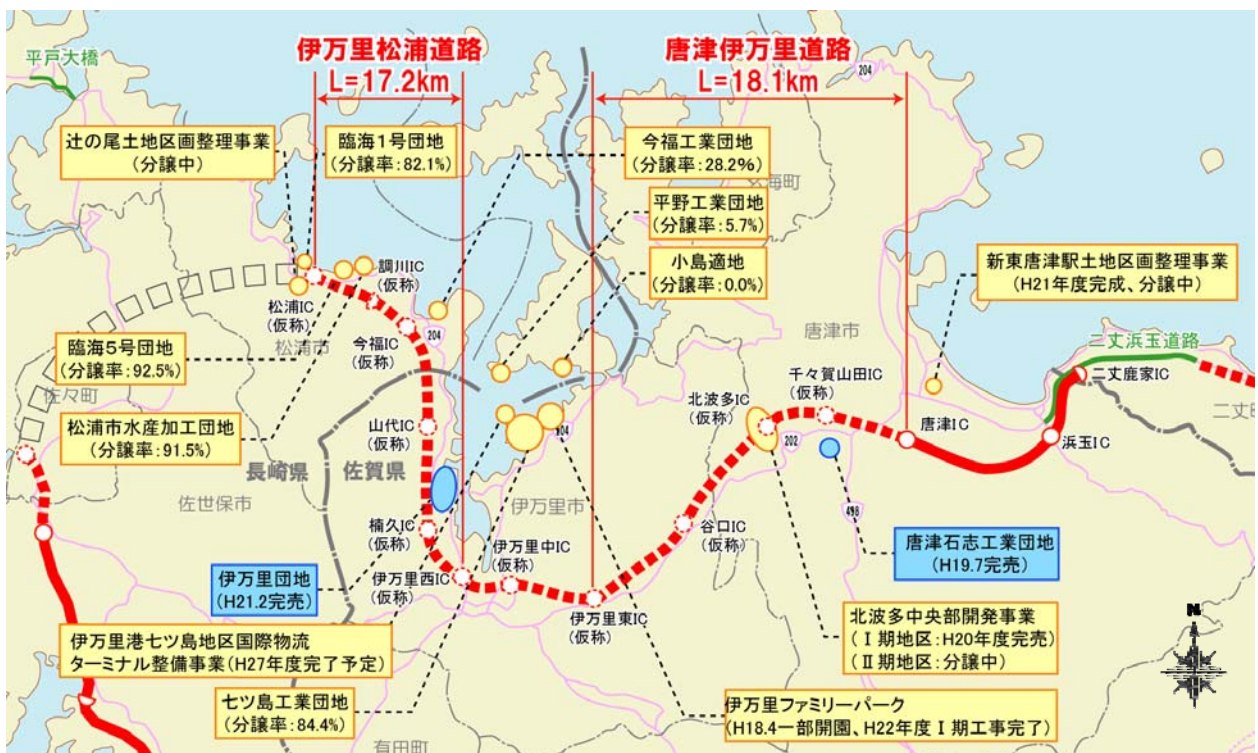 伊万里松浦道路
L=17.2km
唐津伊万里道路
L=18.1km
平戸大橋
204
辻の尾土地区画整理事業
(分譲中)
臨海1号団地
(分譲率:82.1%)
今福工業団地
(分譲率:28.2%)
平野工業団地
(分譲率:5.7%)
小島適地
(分譲率:0.0%)
新東唐津駅土地区画整理事業
(H21年度完成、分譲中)
調川IC
(仮称)
松浦IC
(仮称)
松浦市
今福IC
(仮称)
204
唐津市
二丈浜玉道路
二丈鹿家IC
臨海5号団地
(分譲率:92.5%)
佐々町
千々賀山田IC
(仮称)
北波多IC
(仮称)
202
唐津IC
浜玉IC
松浦市水産加工団地
(分譲率:91.5%)
山代IC
(仮称)
長崎県
佐賀県
佐世保市
伊万里市
498
楠久IC
(仮称)
谷口IC
(仮称)
伊万里中IC
(仮称)
唐津石志工業団地
(H19.7完売)
伊万里団地
(H21.2完売)
伊万里西IC
(仮称)
伊万里東IC
(仮称)
北波多中央部開発事業
(Ⅰ期地区:H20年度完売)
(Ⅱ期地区:分譲中)
伊万里港七ツ島地区国際物流
ターミナル整備事業(H27年度完了予定)
七ツ島工業団地
(分譲率:84.4%)
伊万里ファミリーパーク
(H18.4一部開園、H22年度Ⅰ期工事完了)
有田町
N